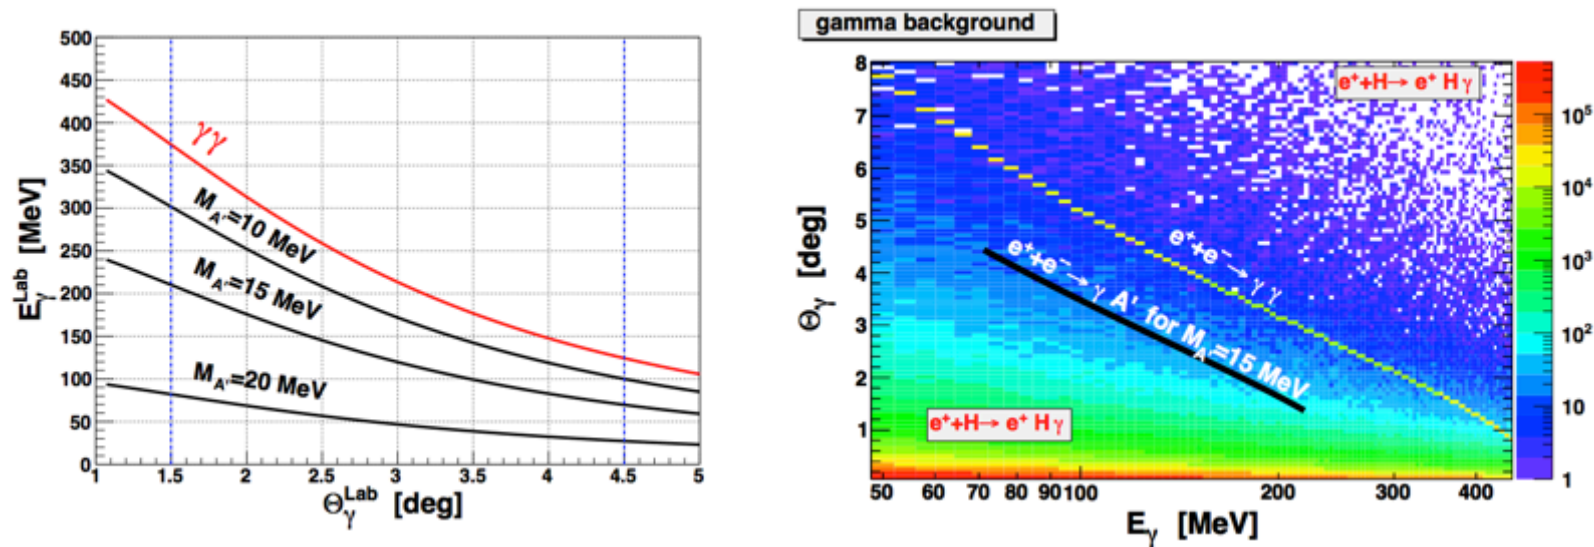 500
450
400
350
300
250
200
150
100
50
0
1 1.5 2 2.5 3 3.5 4 4.5 5
E_γ^Lab [MeV]
Θ_γ^Lab [deg]
γγ
M_A'=10 MeV
M_A'=15 MeV
M_A'=20 MeV
gamma background
8
7
6
5
4
3
2
1
Θ_γ [deg]
e⁺+H→ e⁺ H γ
e⁺+e⁻→ γ γ
e⁺+e⁻→ γ A' for M_A'=15 MeV
e⁺+H→ e⁺ H γ
50 60 70 80 90 100 200 300 400
E_γ [MeV]
10⁵
10⁴
10³
10²
10
1